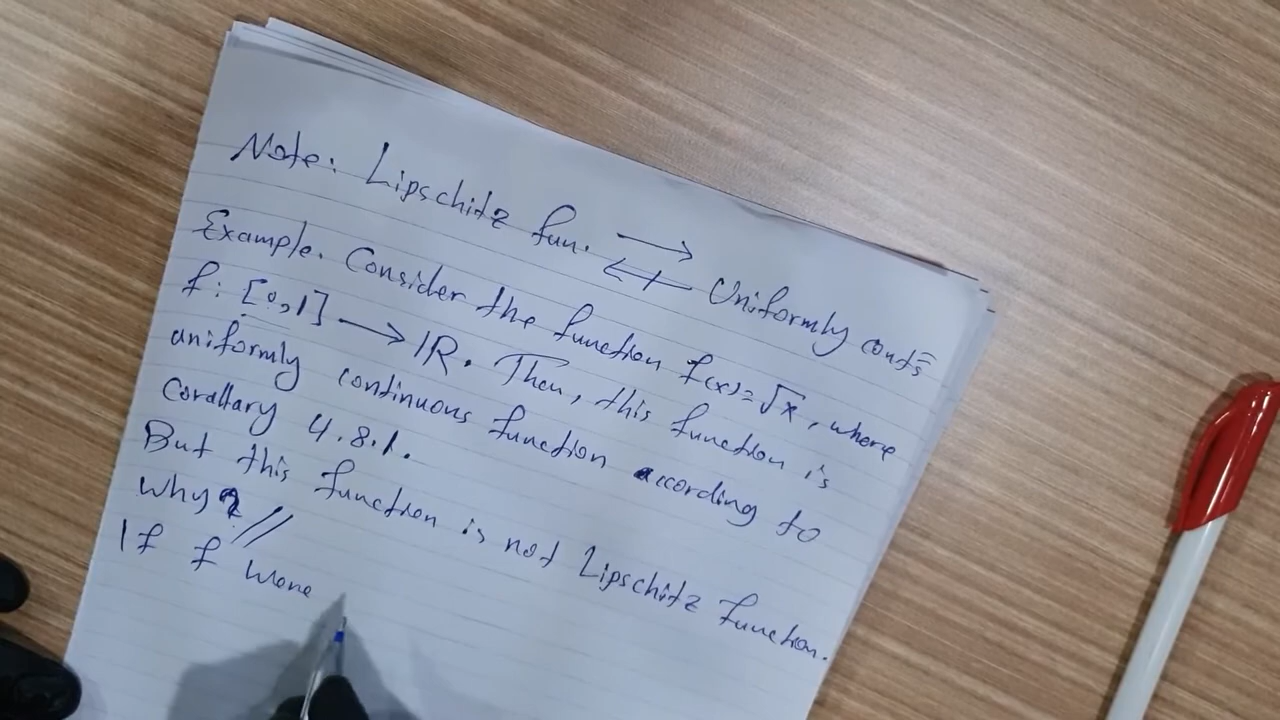 Note: Lipschitz fun. → ↚ Uniformly conts
Example. Consider the function f(x)=√x, where
f: [0,1] → IR. Then, this function is
uniformly continuous function according to
Corollary 4.8.1.
But this function is not Lipschitz function.
Why? //
If f were